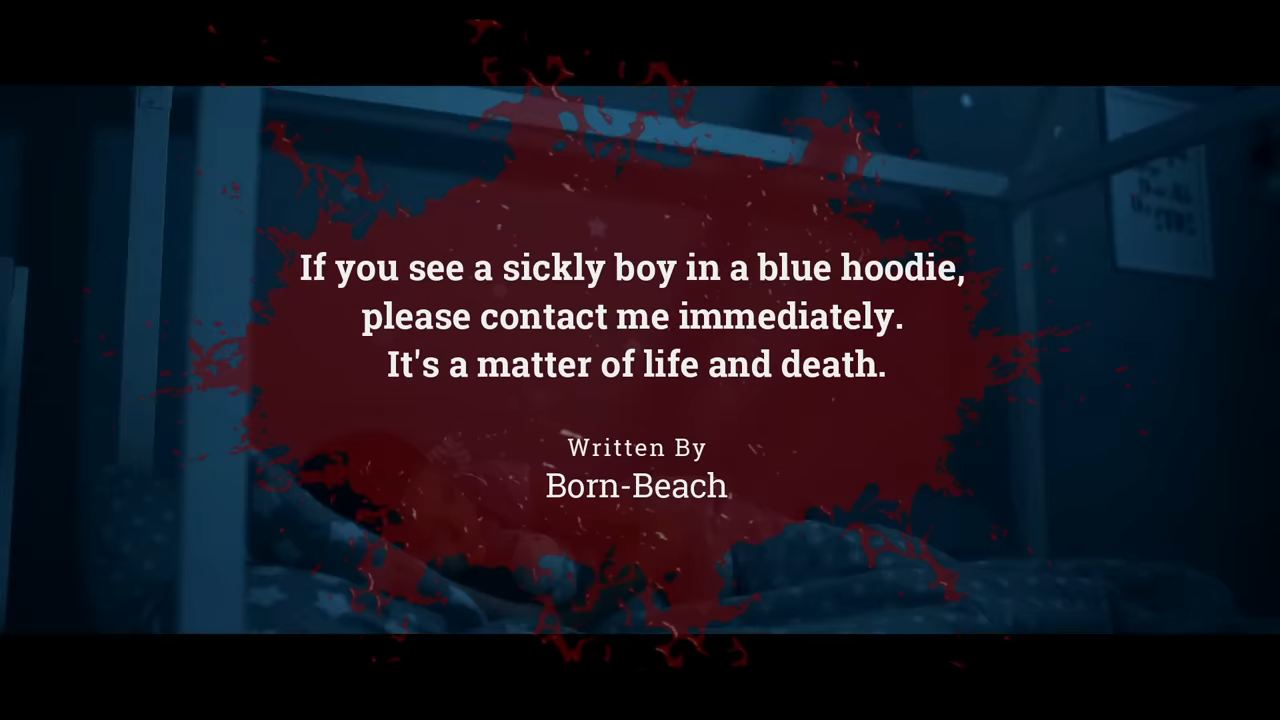 If you see a sickly boy in a blue hoodie,
please contact me immediately.
It's a matter of life and death.
Written By
Born-Beach